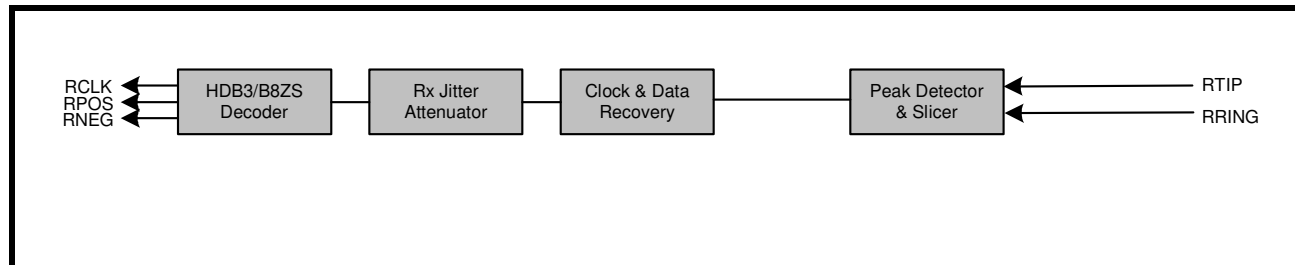 RCLK
RPOS
RNEG
HDB3/B8ZS
Decoder
Rx Jitter
Attenuator
Clock & Data
Recovery
Peak Detector
& Slicer
RTIP
RRING